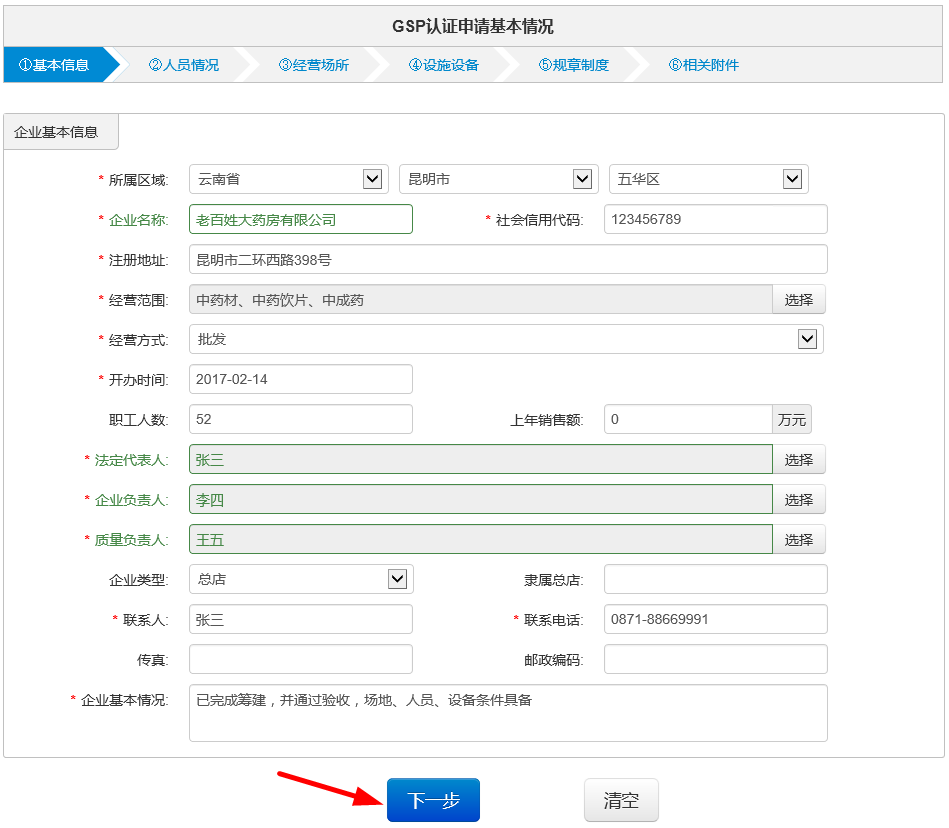 GSP认证申请基本情况
①基本信息 ②人员情况 ③经营场所 ④设施设备 ⑤规章制度 ⑥相关附件
企业基本信息
* 所属区域: 云南省 昆明市 五华区
* 企业名称: 老百姓大药房有限公司 * 社会信用代码: 123456789
* 注册地址: 昆明市二环西路398号
* 经营范围: 中药材、中药饮片、中成药 选择
* 经营方式: 批发
* 开办时间: 2017-02-14
职工人数: 52 上年销售额: 0 万元
* 法定代表人: 张三 选择
* 企业负责人: 李四 选择
* 质量负责人: 王五 选择
企业类型: 总店 隶属总店:
* 联系人: 张三 * 联系电话: 0871-88669991
传真: 邮政编码:
* 企业基本情况: 已完成筹建，并通过验收，场地、人员、设备条件具备
下一步 清空